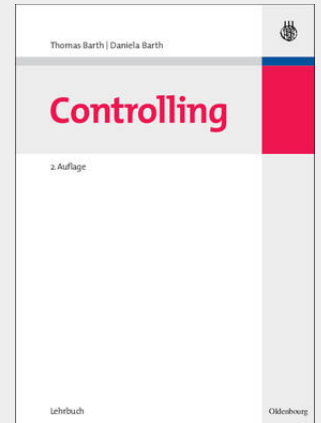 Thomas Barth | Daniela Barth
Controlling
2. Auflage
Lehrbuch
Oldenbourg